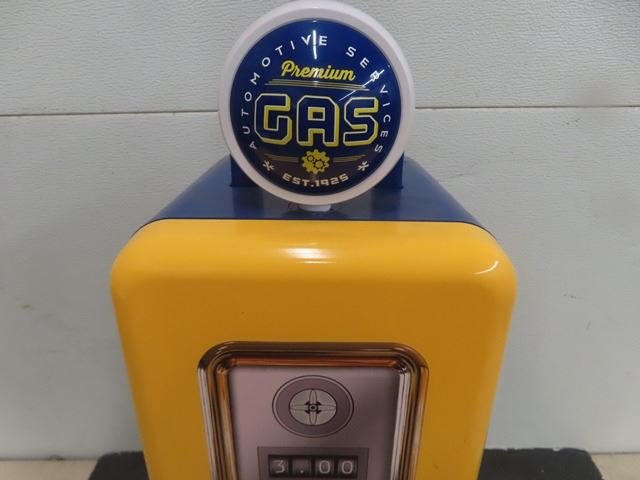 AUTOMOTIVE SERVICES
Premium
GAS
EST.1925
3.00